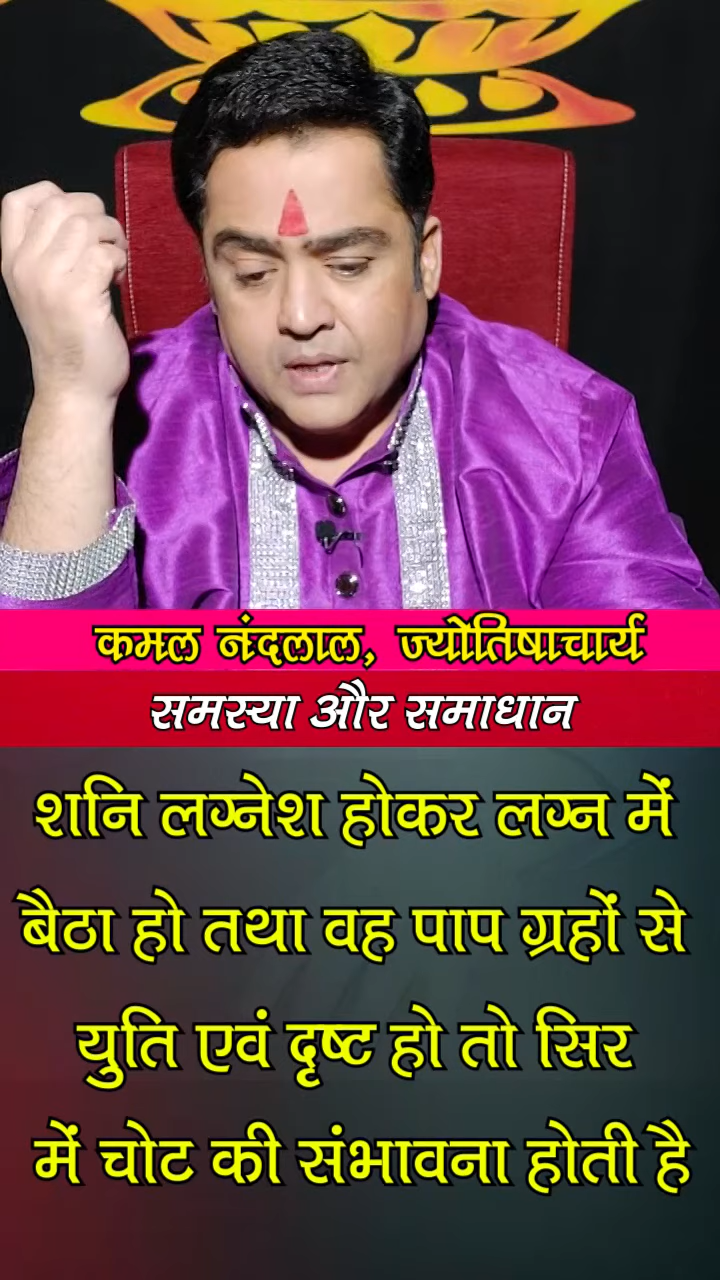 कमल नंदलाल, ज्योतिषाचार्य
समस्या और समाधान
शनि लग्नेश होकर लग्न में
बैठा हो तथा वह पाप ग्रहों से
युति एवं दृष्ट हो तो सिर
में चोट की संभावना होती है